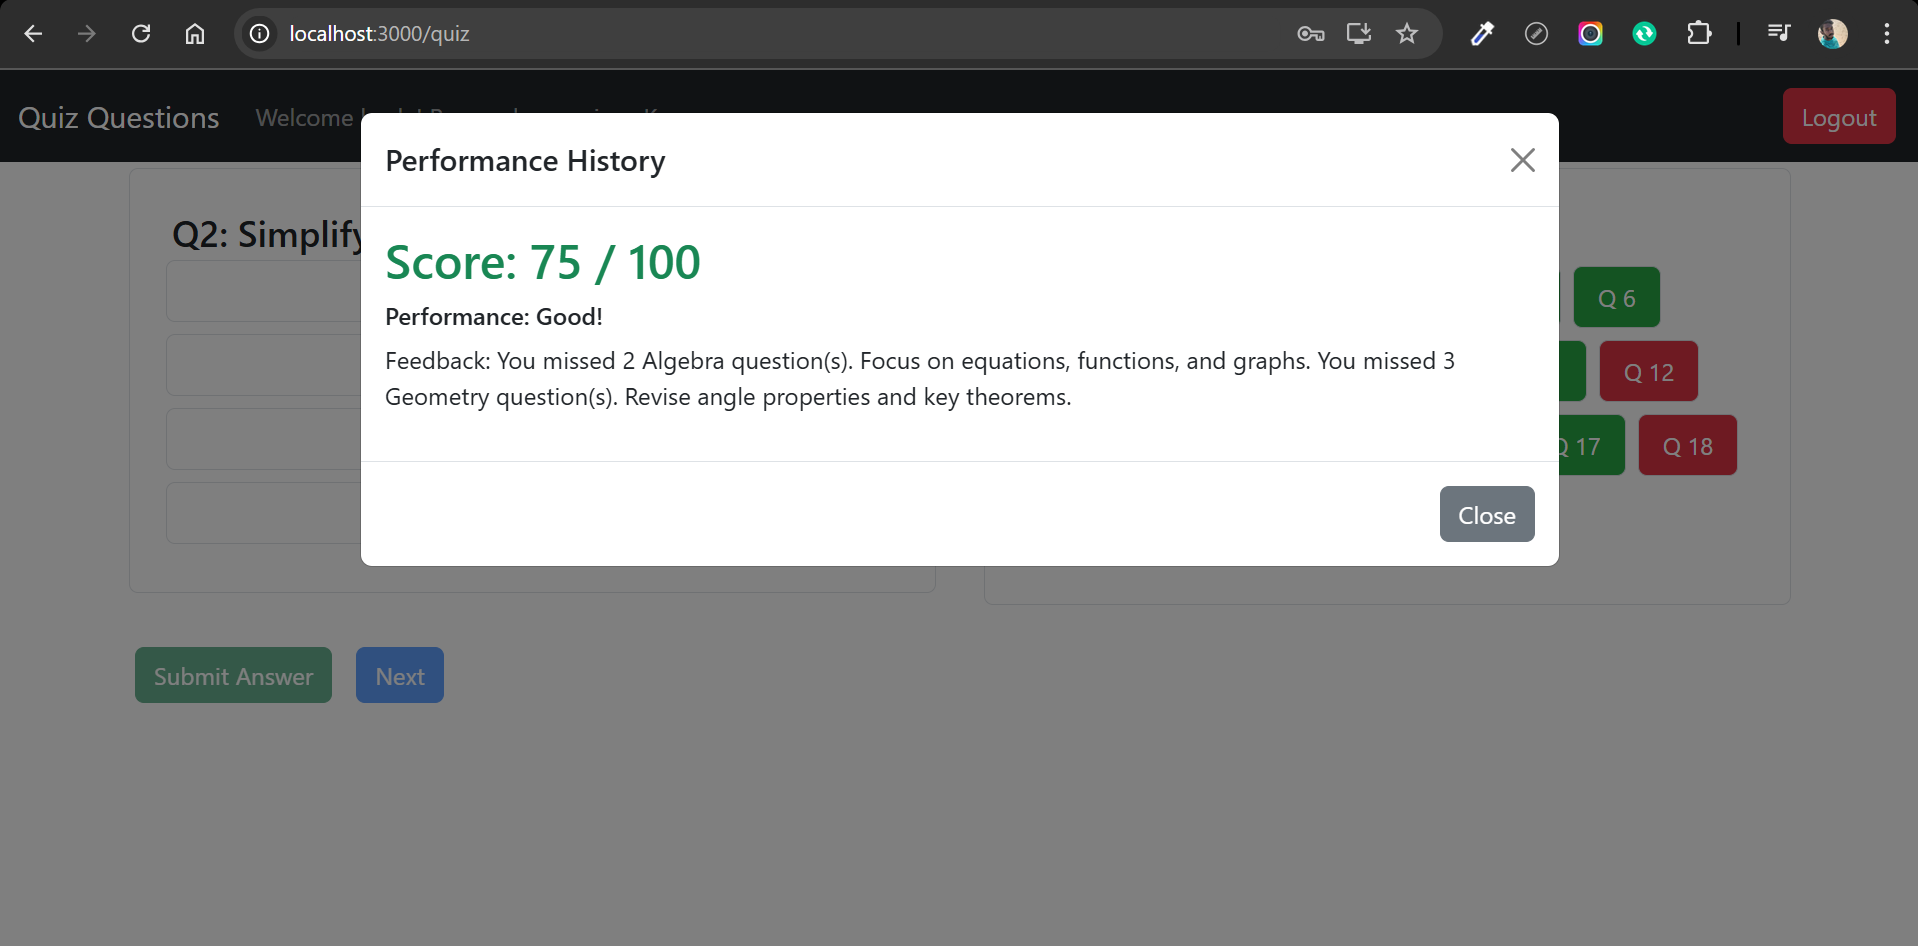 localhost:3000/quiz
Quiz Questions
Welcome
Logout
Performance History
Q2: Simplify
Score: 75 / 100
Performance: Good!
Feedback: You missed 2 Algebra question(s). Focus on equations, functions, and graphs. You missed 3
Geometry question(s). Revise angle properties and key theorems.
Q 6
Q 12
Q 17
Q 18
Close
Submit Answer
Next